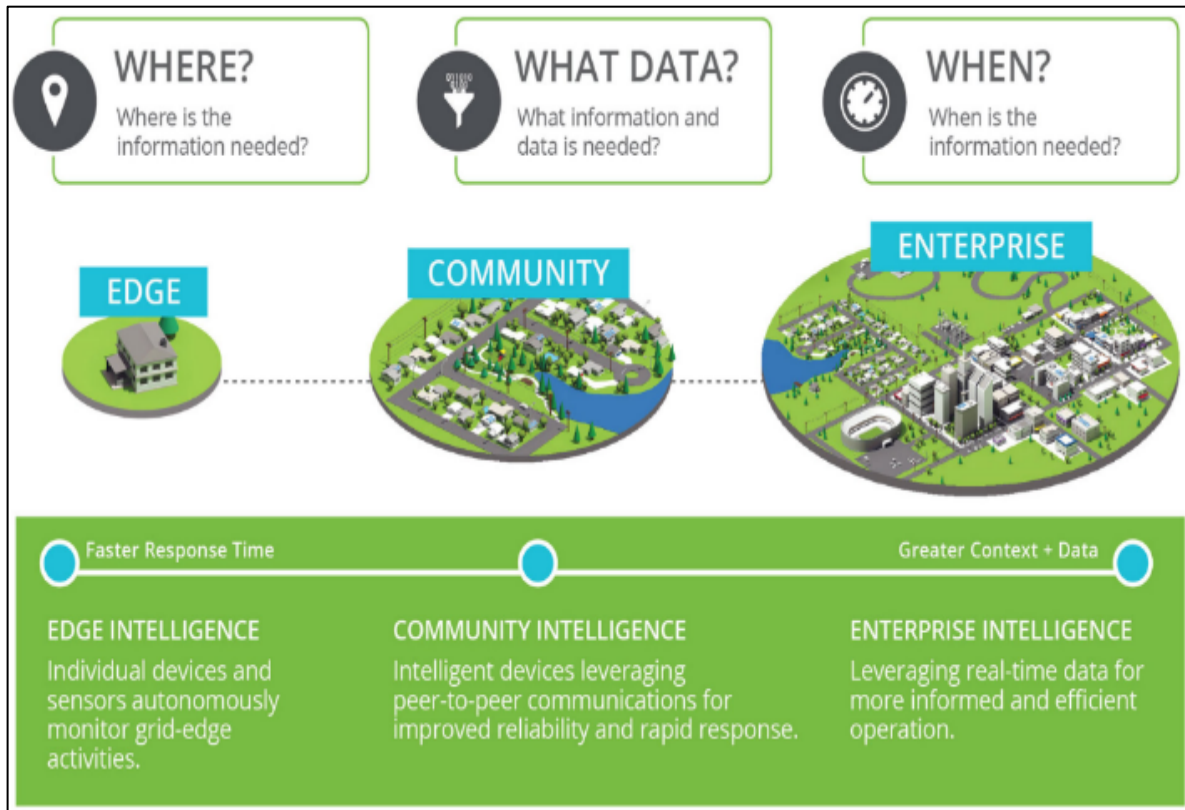 WHERE?
Where is the
information needed?
011010
0100
WHAT DATA?
What information and
data is needed?
WHEN?
When is the
information needed?
EDGE
COMMUNITY
ENTERPRISE
Faster Response Time
Greater Context + Data
EDGE INTELLIGENCE
Individual devices and
sensors autonomously
monitor grid-edge
activities.
COMMUNITY INTELLIGENCE
Intelligent devices leveraging
peer-to-peer communications for
improved reliability and rapid response.
ENTERPRISE INTELLIGENCE
Leveraging real-time data for
more informed and efficient
operation.